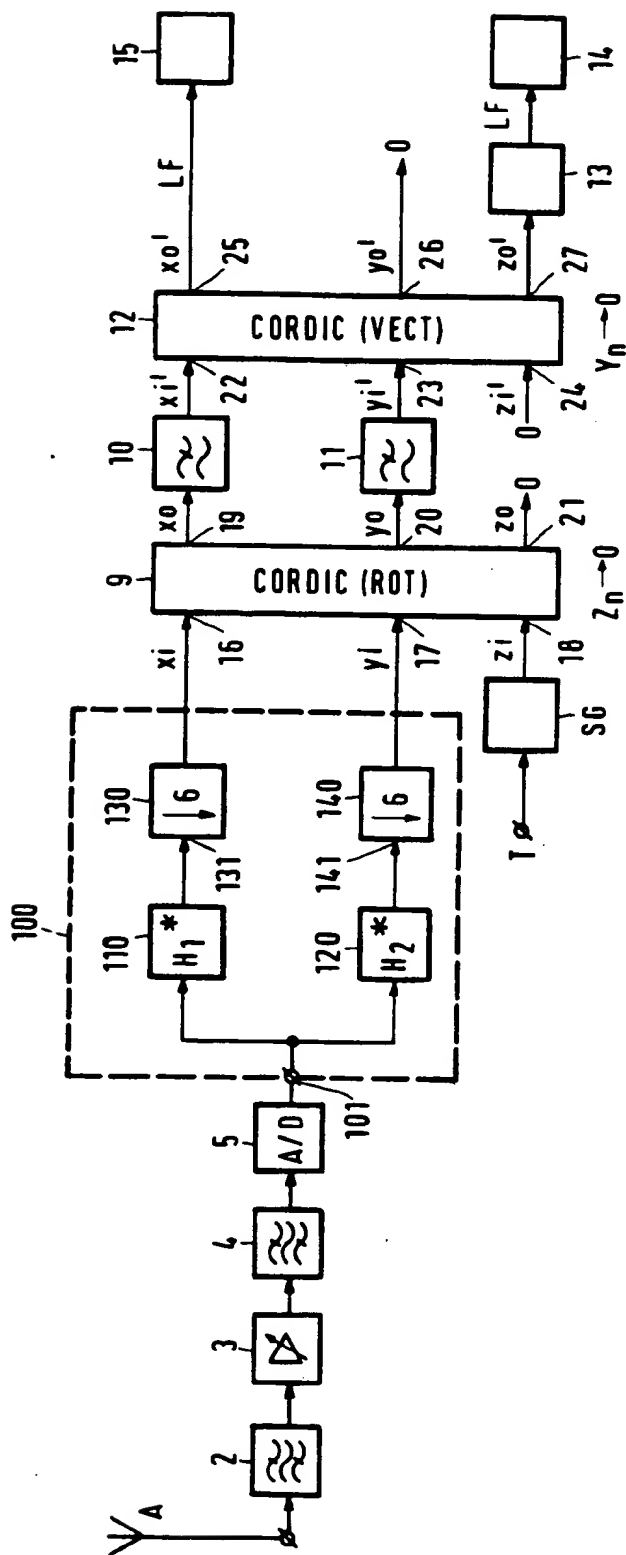 A
2
3
4
5
A/D
101
100
110
H1*
131
130
↓6
120
H2*
141
140
↓6
xi
16
yi
17
TØ
SG
zi
18
9
CORDIC (ROT)
Zn→0
xo
19
yo
20
zo
21
0
10
11
xi'
22
yi'
23
0
zi'
24
12
CORDIC (VECT)
Yn→0
xo'
25
yo'
26
0
zo'
27
LF
15
13
LF
14